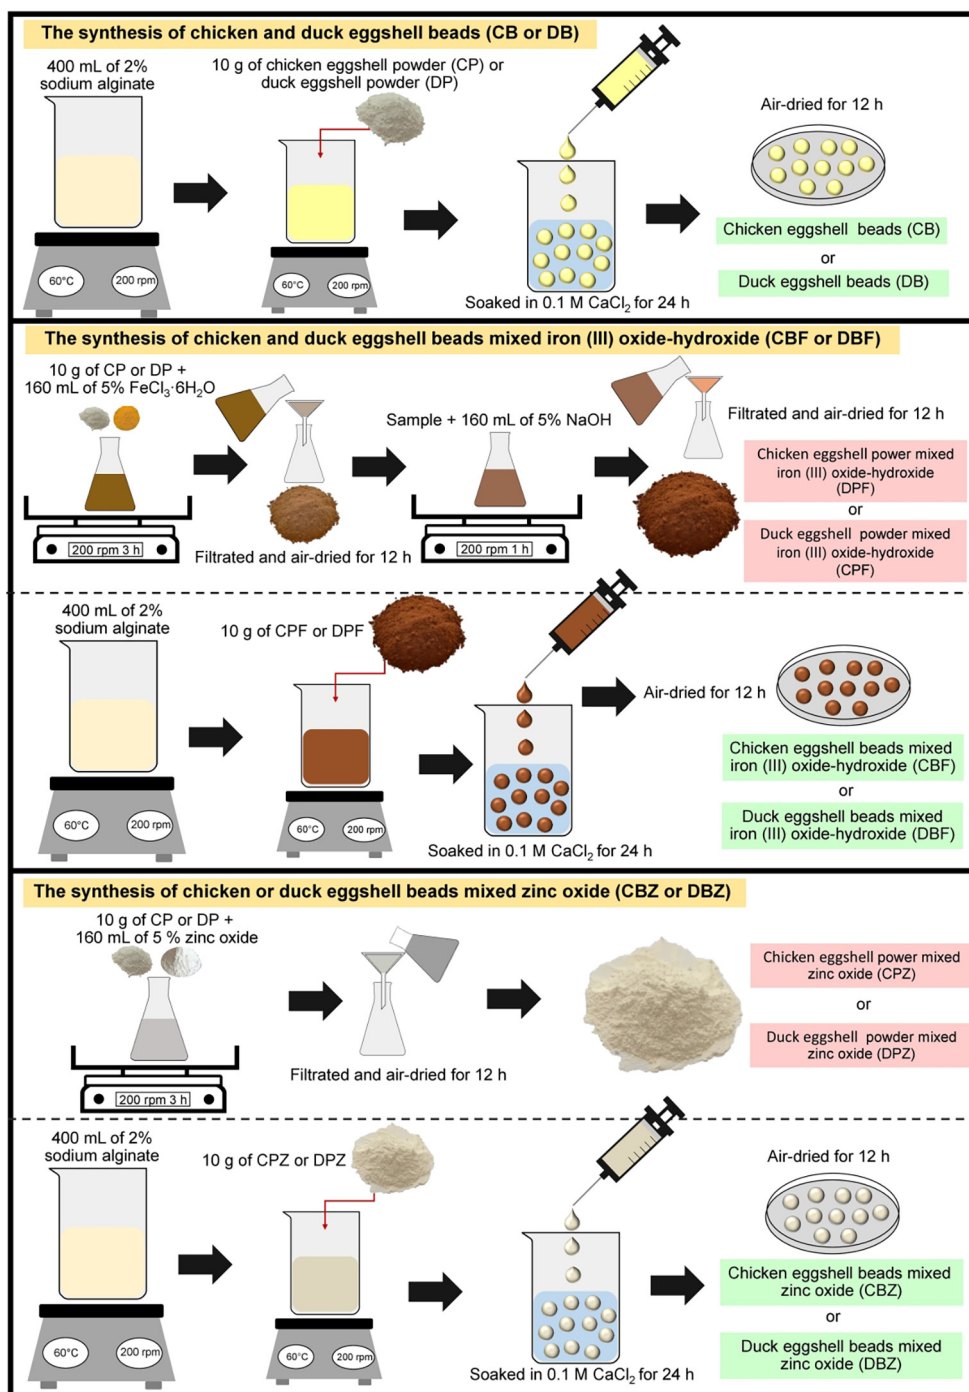 The synthesis of chicken and duck eggshell beads (CB or DB)
400 mL of 2%
sodium alginate
10 g of chicken eggshell powder (CP) or
duck eggshell powder (DP)
Air-dried for 12 h
60°C
200 rpm
60°C
200 rpm
Soaked in 0.1 M CaCl₂ for 24 h
Chicken eggshell beads (CB)
or
Duck eggshell beads (DB)
The synthesis of chicken and duck eggshell beads mixed iron (III) oxide-hydroxide (CBF or DBF)
10 g of CP or DP +
160 mL of 5% FeCl₃·6H₂O
200 rpm 3 h
Filtrated and air-dried for 12 h
Sample + 160 mL of 5% NaOH
200 rpm 1 h
Filtrated and air-dried for 12 h
Chicken eggshell power mixed
iron (III) oxide-hydroxide
(DPF)
or
Duck eggshell powder mixed
iron (III) oxide-hydroxide
(CPF)
400 mL of 2%
sodium alginate
10 g of CPF or DPF
60°C
200 rpm
60°C
200 rpm
Soaked in 0.1 M CaCl₂ for 24 h
Air-dried for 12 h
Chicken eggshell beads mixed
iron (III) oxide-hydroxide (CBF)
or
Duck eggshell beads mixed
iron (III) oxide-hydroxide (DBF)
The synthesis of chicken or duck eggshell beads mixed zinc oxide (CBZ or DBZ)
10 g of CP or DP +
160 mL of 5 % zinc oxide
200 rpm 3 h
Filtrated and air-dried for 12 h
Chicken eggshell power mixed
zinc oxide (CPZ)
or
Duck eggshell powder mixed
zinc oxide (DPZ)
400 mL of 2%
sodium alginate
10 g of CPZ or DPZ
60°C
200 rpm
60°C
200 rpm
Soaked in 0.1 M CaCl₂ for 24 h
Air-dried for 12 h
Chicken eggshell beads mixed
zinc oxide (CBZ)
or
Duck eggshell beads mixed
zinc oxide (DBZ)